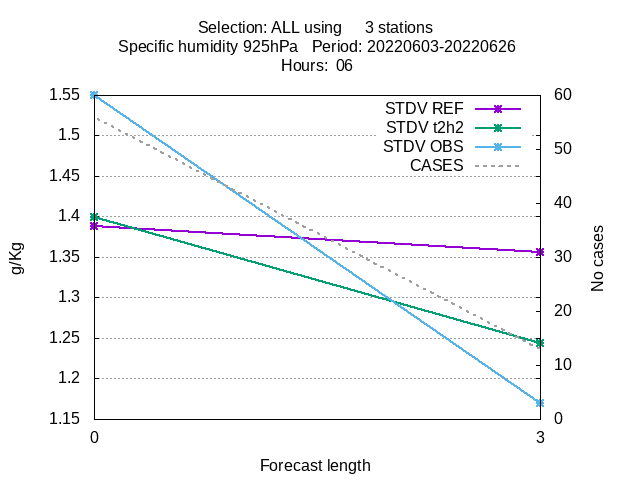 Selection: ALL using     3 stations
Specific humidity 925hPa   Period: 20220603-20220626
Hours:  06
STDV REF
STDV t2h2
STDV OBS
CASES
1.55
1.5
1.45
1.4
1.35
1.3
1.25
1.2
1.15
60
50
40
30
20
10
0
g/Kg
No cases
0
3
Forecast length